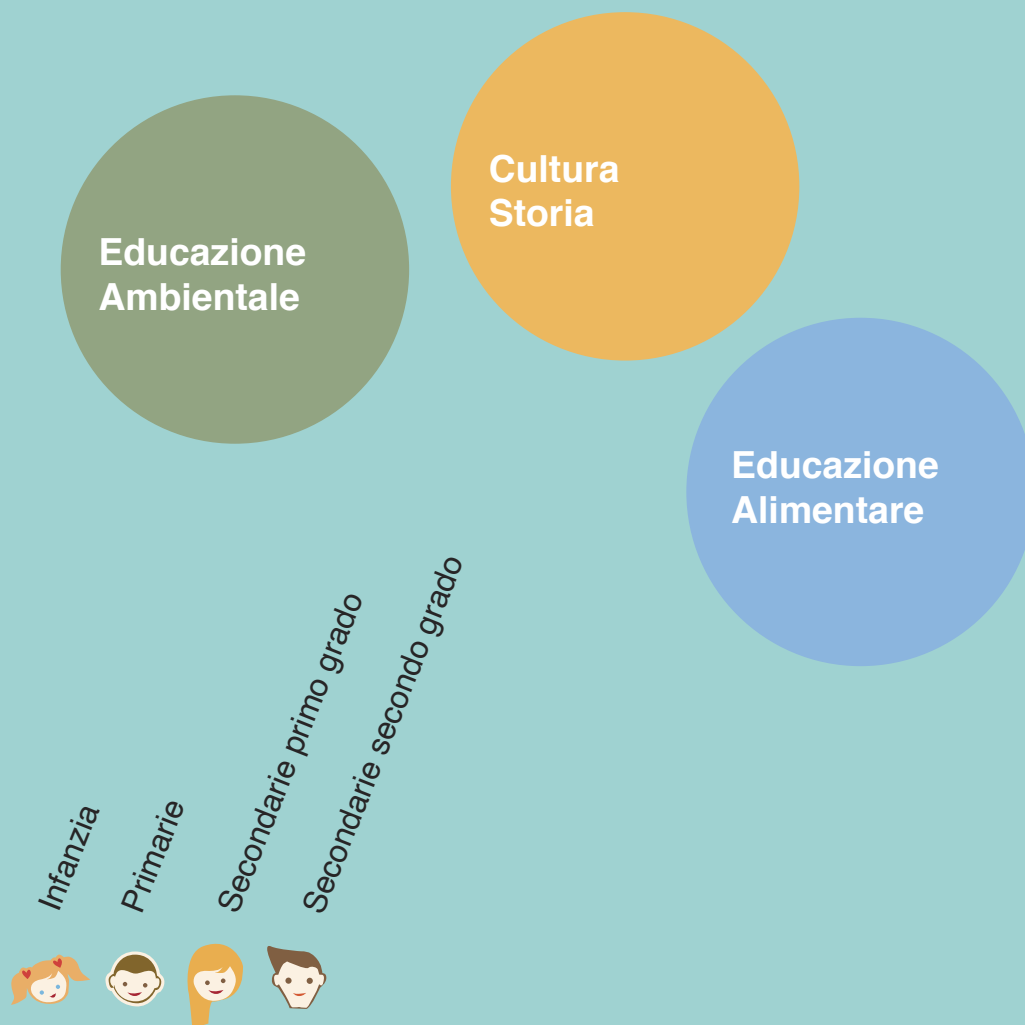 Cultura
Storia
Educazione
Ambientale
Educazione
Alimentare
Infanzia
Primarie
Secondarie primo grado
Secondarie secondo grado